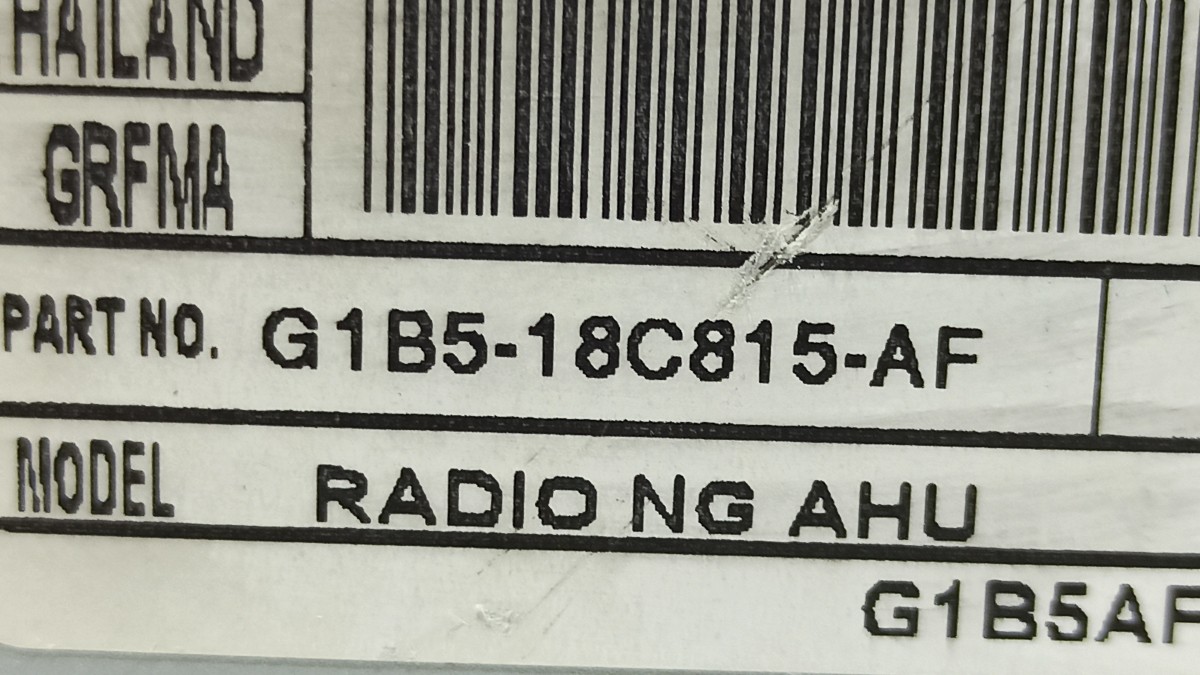 HAILAND
GRFMA
PART NO. G1B5-18C815-AF
MODEL RADIO NG AHU
G1B5AF